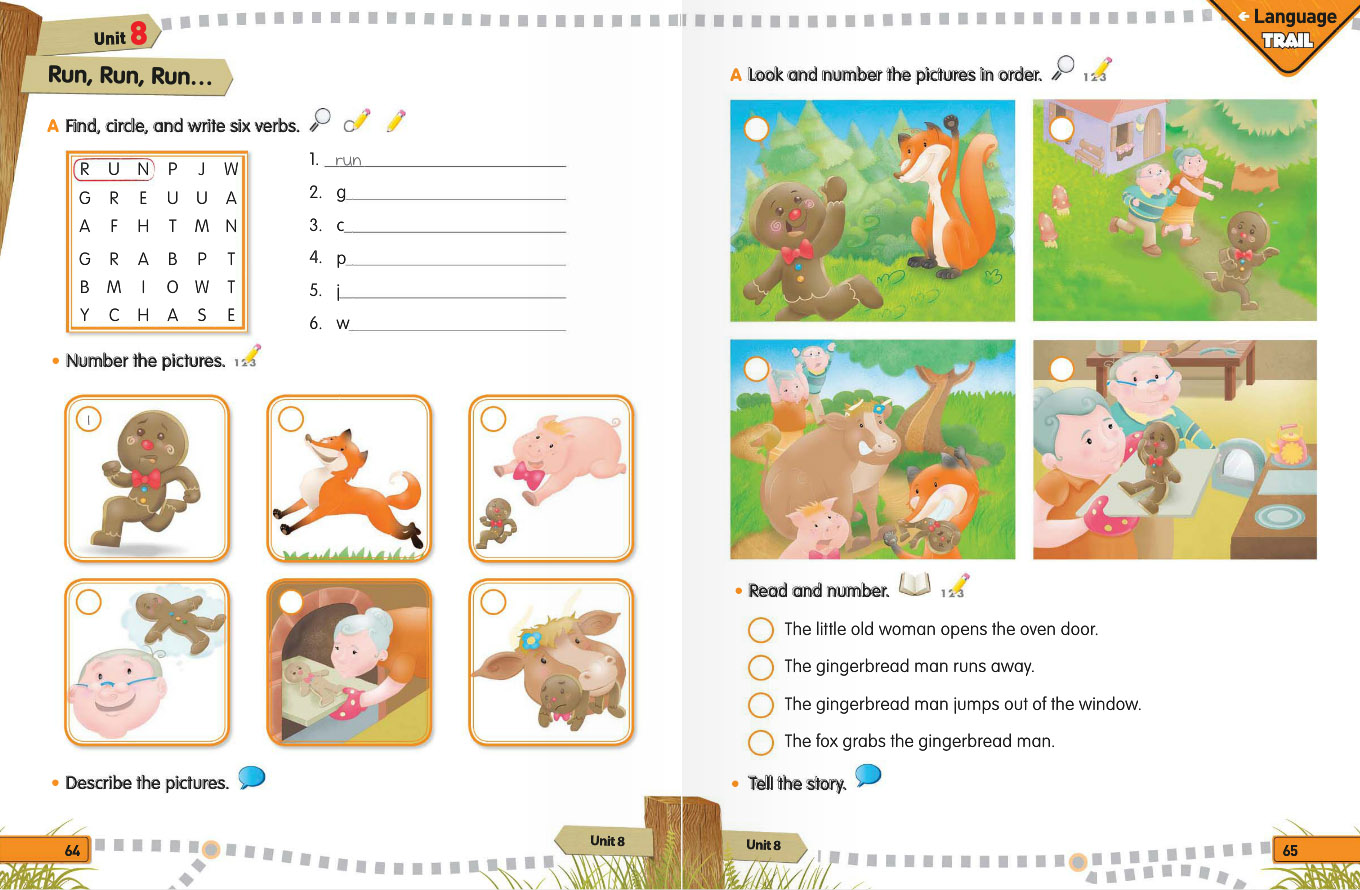 Unit 8
Run, Run, Run...
A Find, circle, and write six verbs.
R U N P J W
G R E U U A
A F H T M N
G R A B P T
B M I O W T
Y C H A S E
1. run
2. g
3. c
4. p
5. j
6. w
• Number the pictures. 123
1
• Describe the pictures.
64
Unit 8
← Language
TRAIL
A Look and number the pictures in order. 123
• Read and number. 123
The little old woman opens the oven door.
The gingerbread man runs away.
The gingerbread man jumps out of the window.
The fox grabs the gingerbread man.
• Tell the story.
Unit 8
65